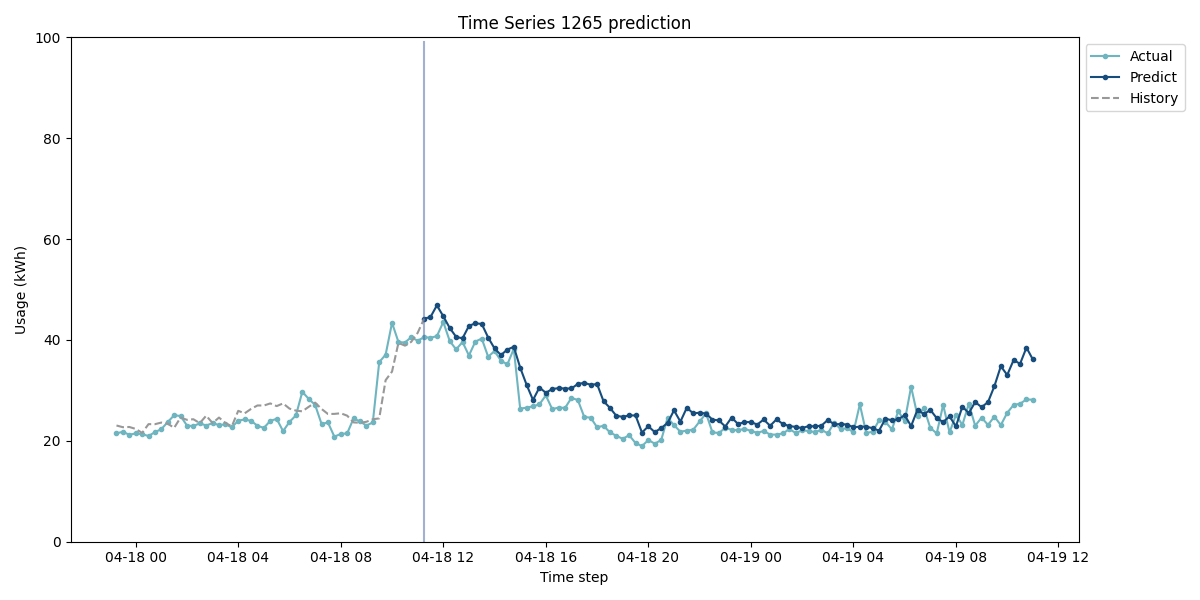 Time Series 1265 prediction
100
80
60
40
20
0
Usage (kWh)
04-18 00
04-18 04
04-18 08
04-18 12
04-18 16
04-18 20
04-19 00
04-19 04
04-19 08
04-19 12
Time step
Actual
Predict
History